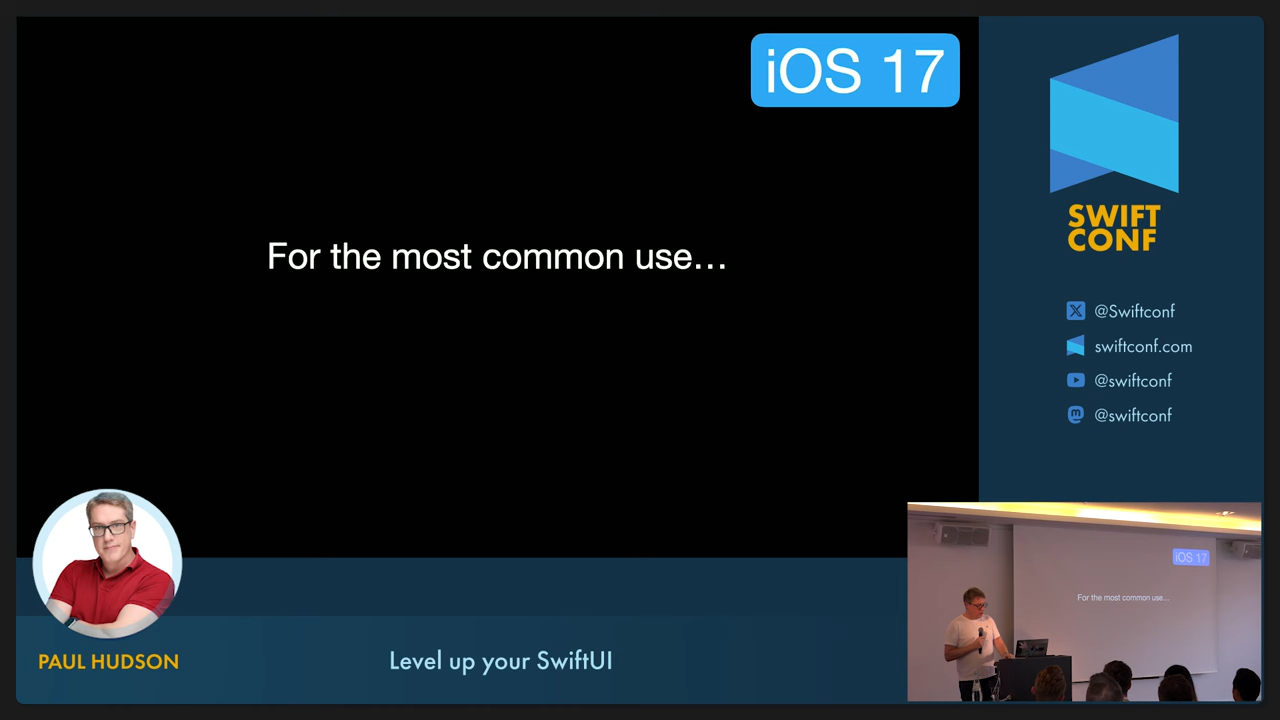 iOS 17
For the most common use…
SWIFT
CONF
@Swiftconf
swiftconf.com
@swiftconf
@swiftconf
PAUL HUDSON
Level up your SwiftUI
iOS 17
For the most common use…